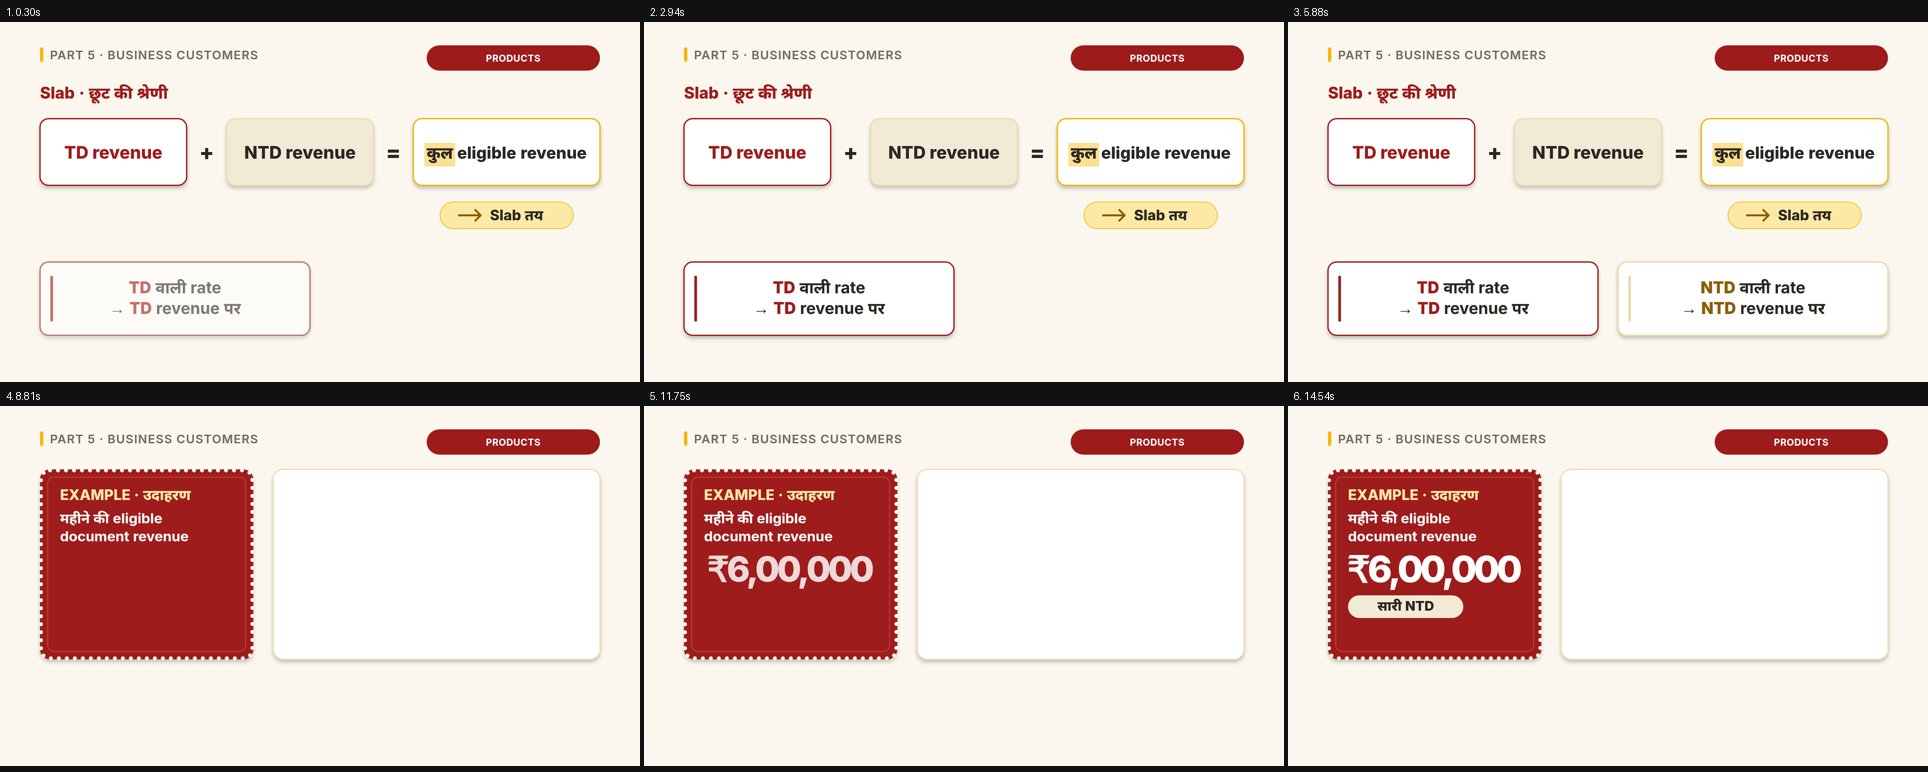 1. 0.30s
PART 5 · BUSINESS CUSTOMERS
PRODUCTS
Slab · छूट की श्रेणी
TD revenue + NTD revenue = कुल eligible revenue
→ Slab तय
TD वाली rate
→ TD revenue पर
2. 2.94s
PART 5 · BUSINESS CUSTOMERS
PRODUCTS
Slab · छूट की श्रेणी
TD revenue + NTD revenue = कुल eligible revenue
→ Slab तय
TD वाली rate
→ TD revenue पर
3. 5.88s
PART 5 · BUSINESS CUSTOMERS
PRODUCTS
Slab · छूट की श्रेणी
TD revenue + NTD revenue = कुल eligible revenue
→ Slab तय
TD वाली rate
→ TD revenue पर
NTD वाली rate
→ NTD revenue पर
4. 8.81s
PART 5 · BUSINESS CUSTOMERS
PRODUCTS
EXAMPLE · उदाहरण
महीने की eligible
document revenue
5. 11.75s
PART 5 · BUSINESS CUSTOMERS
PRODUCTS
EXAMPLE · उदाहरण
महीने की eligible
document revenue
₹6,00,000
6. 14.54s
PART 5 · BUSINESS CUSTOMERS
PRODUCTS
EXAMPLE · उदाहरण
महीने की eligible
document revenue
₹6,00,000
सारी NTD